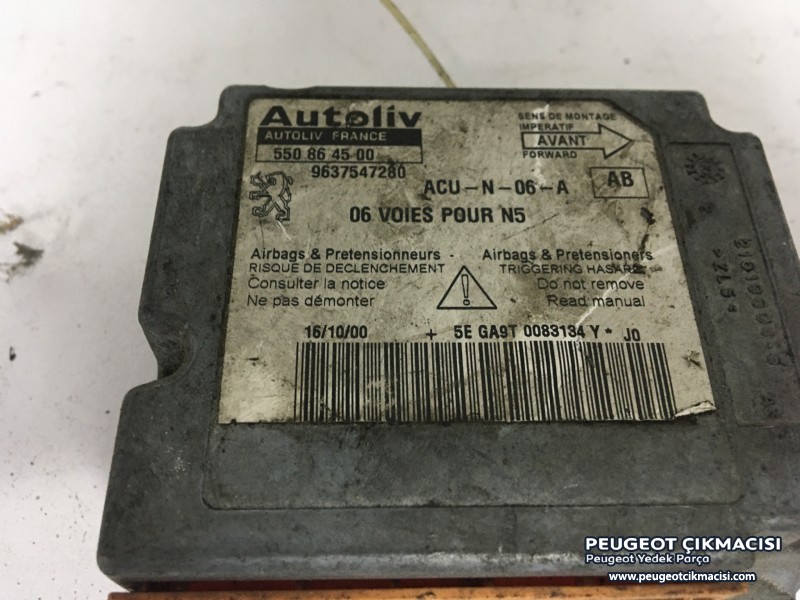 Autoliv
AUTOLIV FRANCE
550 86 45 00
9637547280
SENS DE MONTAGE
IMPERATIF
AVANT
FORWARD
ACU-N-06-A
AB
06 VOIES POUR N5
Airbags & Pretensionneurs -
RISQUE DE DECLENCHEMENT
Consulter la notice
Ne pas démonter
Airbags & Pretensioners
TRIGGERING HASARD
Do not remove
Read manual
16/10/00 + 5E GA9T 0083134 Y * J0
PEUGEOT ÇIKMACISI
Peugeot Yedek Parça
www.peugeotcikmacisi.com